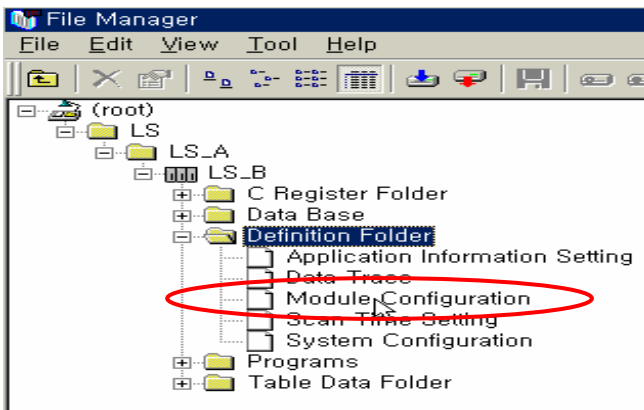 File Manager
File Edit View Tool Help
(root)
LS
LS_A
LS_B
C Register Folder
Data Base
Definition Folder
Application Information Setting
Data Trace
Module Configuration
Scan Time Setting
System Configuration
Programs
Table Data Folder